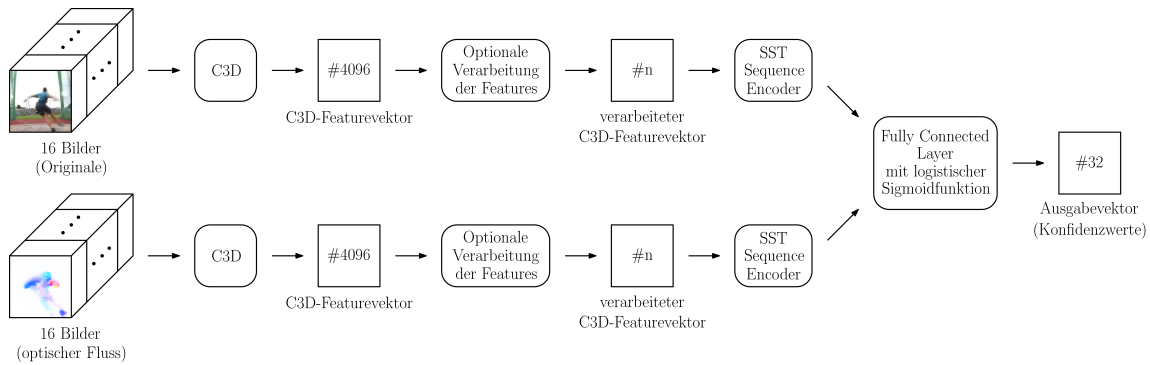 C3D
#4096
Optionale
Verarbeitung
der Features
#n
SST
Sequence
Encoder
C3D-Featurevektor
verarbeiteter
C3D-Featurevektor
16 Bilder
(Originale)
Fully Connected
Layer
mit logistischer
Sigmoidfunktion
#32
Ausgabevektor
(Konfidenzwerte)
C3D
#4096
Optionale
Verarbeitung
der Features
#n
SST
Sequence
Encoder
C3D-Featurevektor
verarbeiteter
C3D-Featurevektor
16 Bilder
(optischer Fluss)